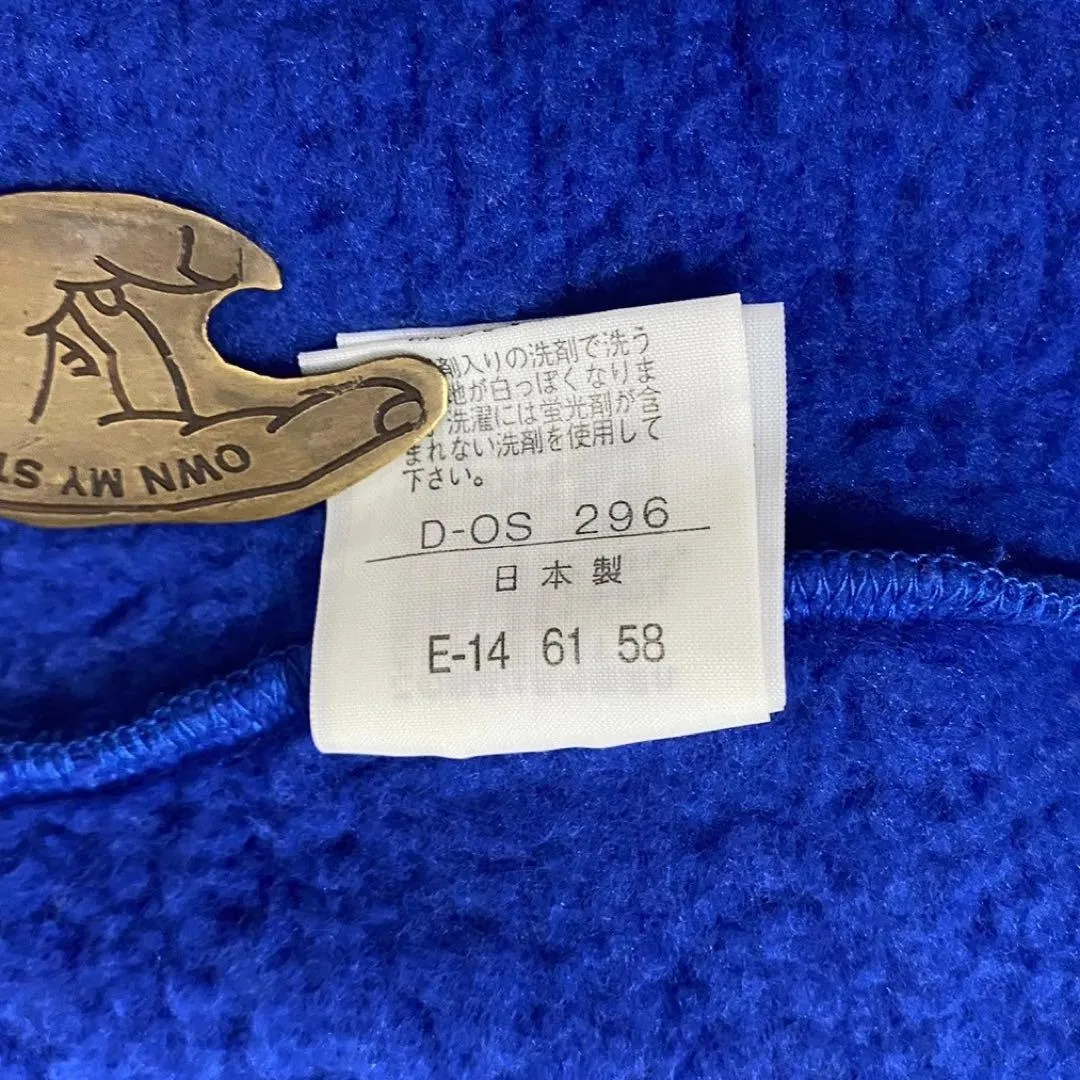 剤入りの洗剤で洗う
地が白っぽくなりま
洗濯には蛍光剤が含
まれない洗剤を使用して
下さい。
D-OS 296
日本製
E-14 61 58
OWN MY ST